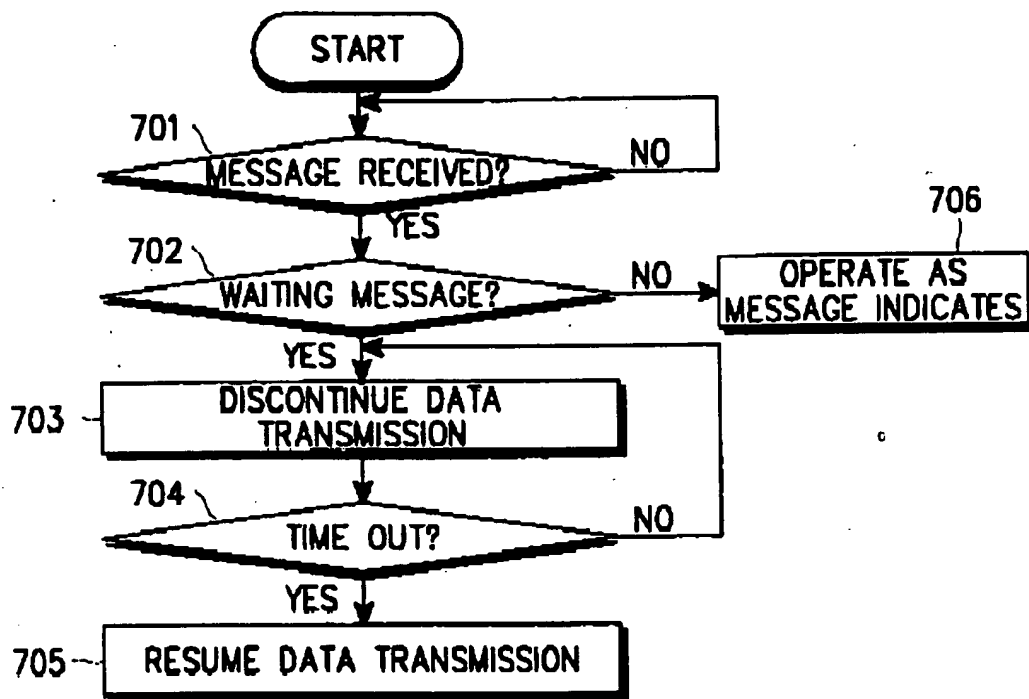 START
701
MESSAGE RECEIVED?
NO
YES
702
WAITING MESSAGE?
NO
706
OPERATE AS
MESSAGE INDICATES
YES
703
DISCONTINUE DATA
TRANSMISSION
704
TIME OUT?
NO
YES
705
RESUME DATA TRANSMISSION